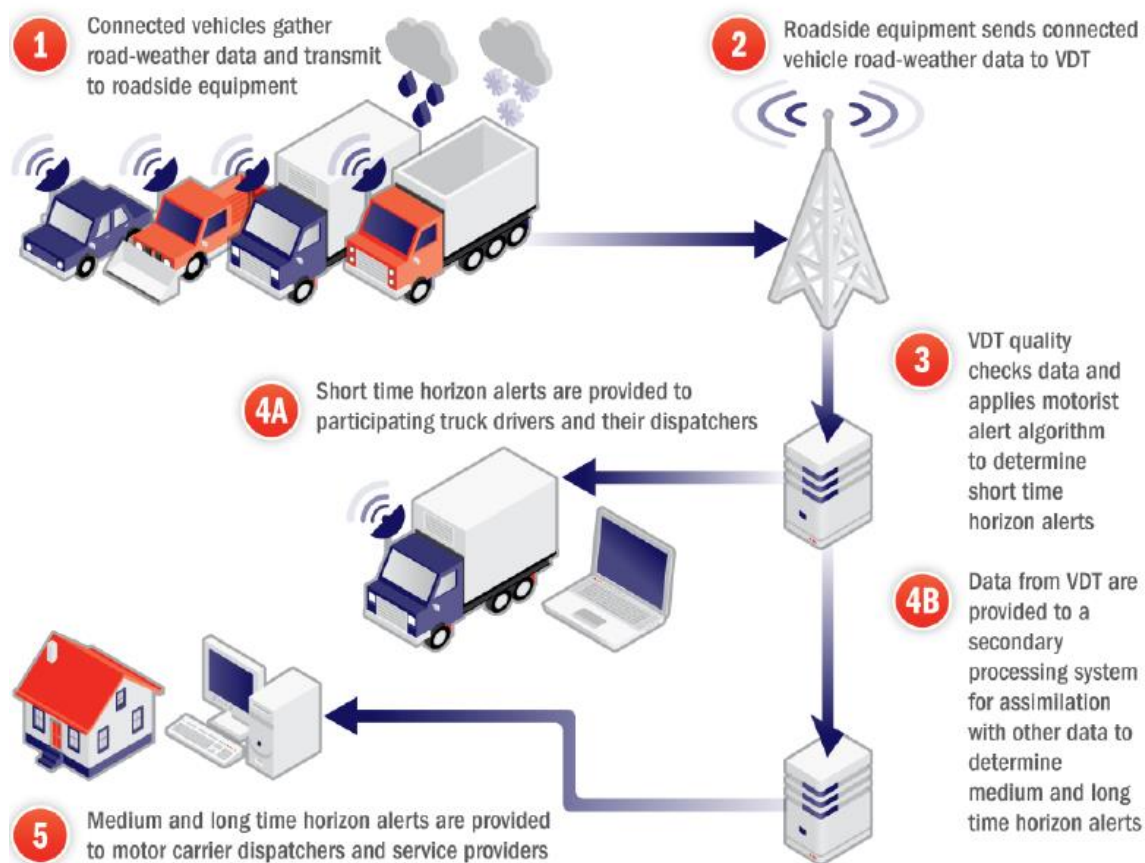 1
Connected vehicles gather
road-weather data and transmit
to roadside equipment
2
Roadside equipment sends connected
vehicle road-weather data to VDT
3
VDT quality
checks data and
applies motorist
alert algorithm
to determine
short time
horizon alerts
4A
Short time horizon alerts are provided to
participating truck drivers and their dispatchers
4B
Data from VDT are
provided to a
secondary
processing system
for assimilation
with other data to
determine
medium and long
time horizon alerts
5
Medium and long time horizon alerts are provided
to motor carrier dispatchers and service providers